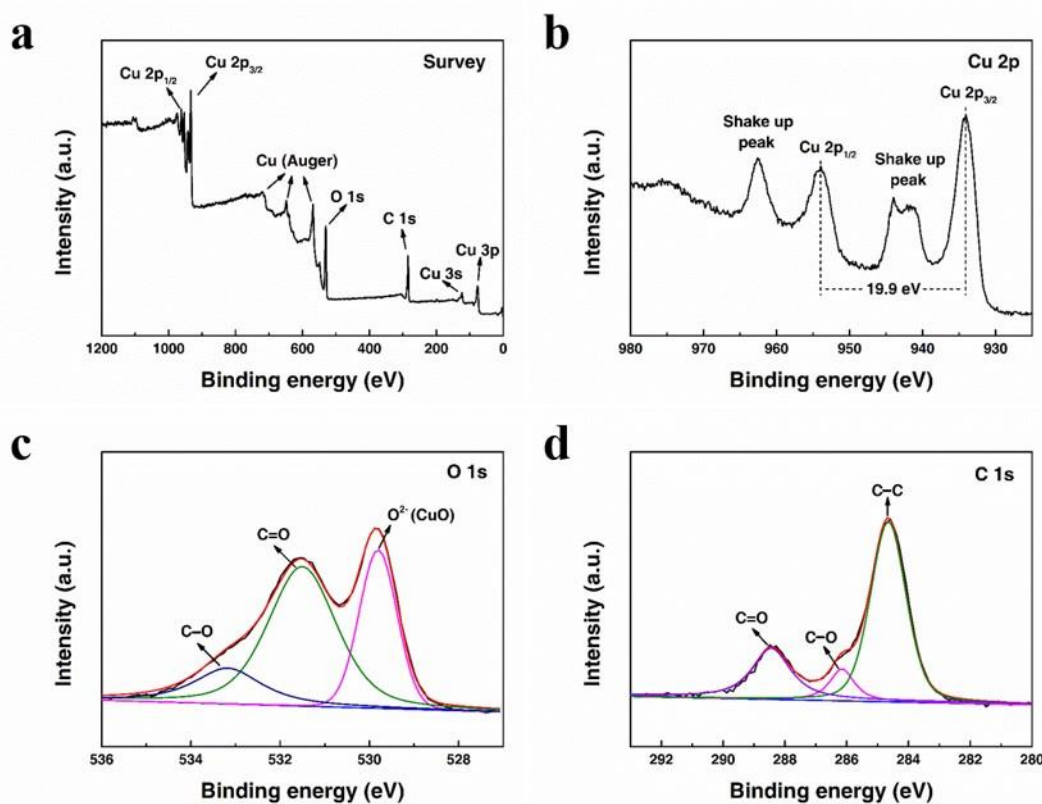 a
Survey
Cu 2p₁/₂
Cu 2p₃/₂
Cu (Auger)
O 1s
C 1s
Cu 3s
Cu 3p
Intensity (a.u.)
1200 1000 800 600 400 200 0
Binding energy (eV)
b
Cu 2p
Cu 2p₃/₂
Shake up
peak
Cu 2p₁/₂
Shake up
peak
19.9 eV
Intensity (a.u.)
980 970 960 950 940 930
Binding energy (eV)
c
O 1s
O²⁻ (CuO)
C=O
C–O
Intensity (a.u.)
536 534 532 530 528
Binding energy (eV)
d
C 1s
C–C
C=O
C–O
Intensity (a.u.)
292 290 288 286 284 282 280
Binding energy (eV)